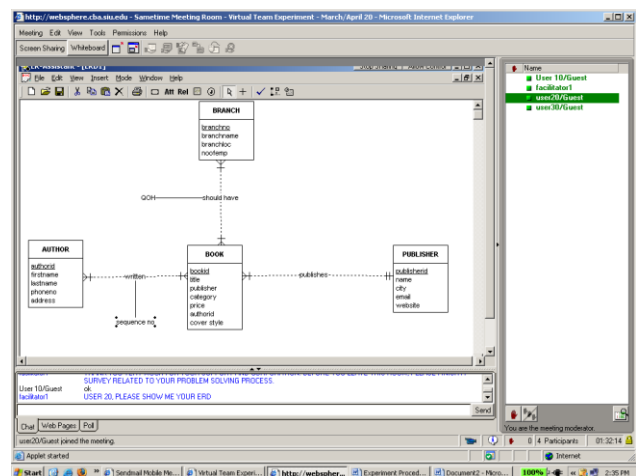 http://websphere.cba.siu.edu - Sametime Meeting Room - Virtual Team Experiment - March/April 20 - Microsoft Internet Explorer
Meeting Edit View Tools Permissions Help
Screen Sharing Whiteboard
File Edit View Insert Mode Window Help
Att Rel
BRANCH
branchno
branchname
branchloc
noofemp
QOH
should have
AUTHOR
authorid
firstname
lastname
phoneno
address
written
sequence no
BOOK
bookid
title
publisher
category
price
authorid
cover style
publishes
PUBLISHER
publisherid
name
city
email
website
Name
User 10/Guest
facilitator1
user20/Guest
user30/Guest
SURVEY RELATED TO YOUR PROBLEM SOLVING PROCESS.
User 10/Guest ok.
facilitator1 USER 20, PLEASE SHOW ME YOUR ERD
Send
Chat Web Pages Poll
You are the meeting moderator.
user20/Guest joined the meeting.
0 4 Participants 01:32:14
Applet started
Internet
Start Sendmail Mobile Me... Virtual Team Experi... http://webspher... Experiment Proced... Document2 - Micro... 100% 2:35 PM